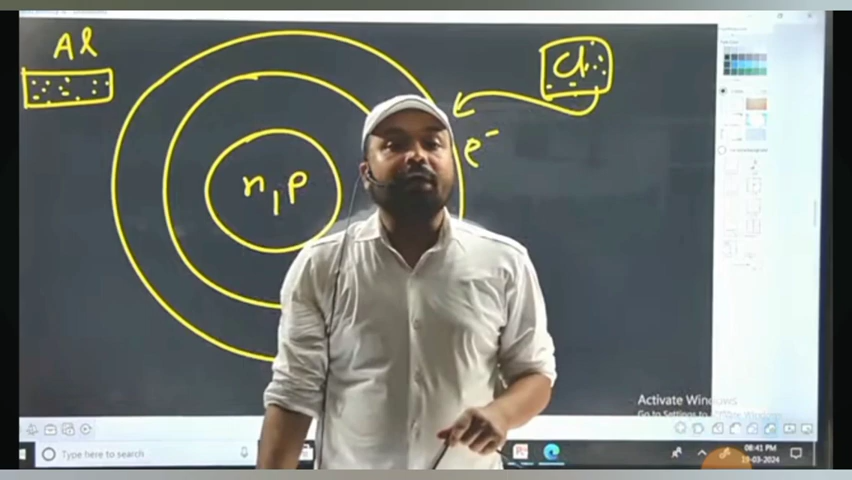 Al
Cl
e⁻
n, p
Activate Windows
Go to Settings to activate Windows.
Type here to search
08:41 PM
19-03-2024